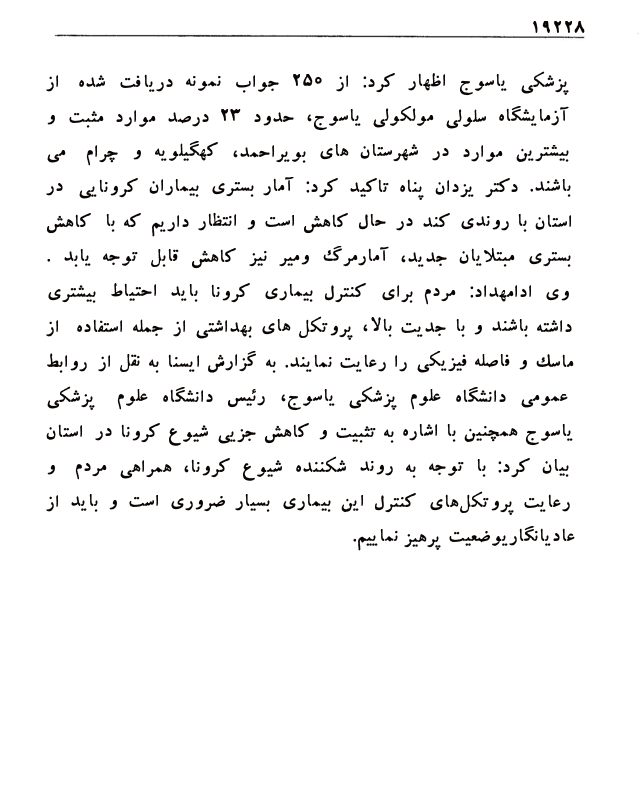 ۱۹۲۲۸
پزشکی یاسوج اظهار کرد: از ۲۵۰ جواب نمونه دریافت شده از
آزمایشگاه سلولی مولکولی یاسوج، حدود ۲۳ درصد موارد مثبت و
بیشترین موارد در شهرستان های بویراحمد، کهگیلویه و چرام می
باشند. دکتر یزدان پناه تاکید کرد: آمار بستری بیماران کرونایی در
استان با روندی کند در حال کاهش است و انتظار داریم که با کاهش
بستری مبتلایان جدید، آمارمرگ ومیر نیز کاهش قابل توجه یابد .
وی ادامهداد: مردم برای کنترل بیماری کرونا باید احتیاط بیشتری
داشته باشند و با جدیت بالا، پروتکل های بهداشتی از جمله استفاده از
ماسک و فاصله فیزیکی را رعایت نمایند. به گزارش ایسنا به نقل از روابط
عمومی دانشگاه علوم پزشکی یاسوج، رئیس دانشگاه علوم پزشکی
یاسوج همچنین با اشاره به تثبیت و کاهش جزیی شیوع کرونا در استان
بیان کرد: با توجه به روند شکننده شیوع کرونا، همراهی مردم و
رعایت پروتکل‌های کنترل این بیماری بسیار ضروری است و باید از
عادیانگاریوضعیت پرهیز نماییم.